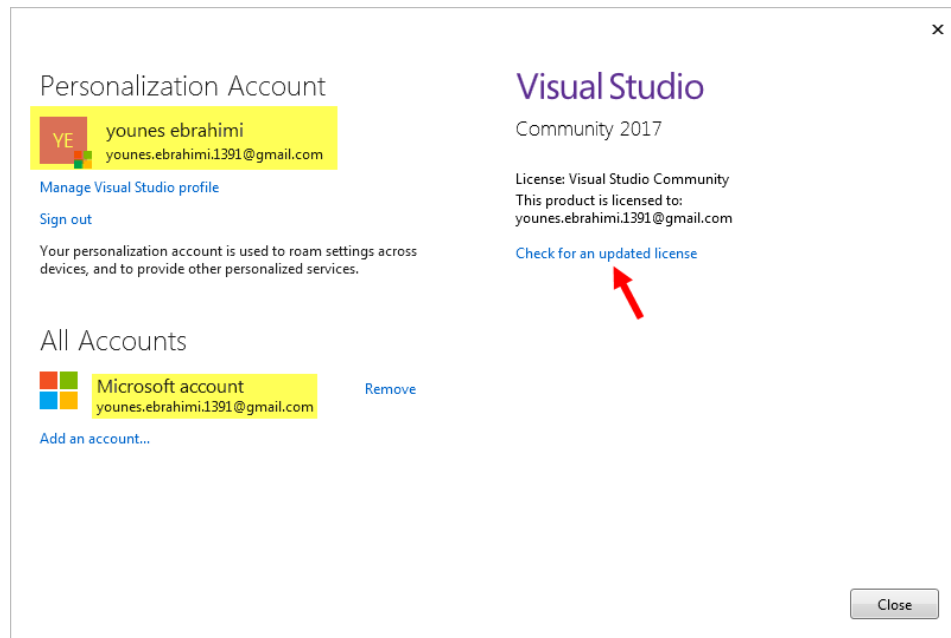 Personalization Account
YE
younes ebrahimi
younes.ebrahimi.1391@gmail.com
Manage Visual Studio profile
Sign out
Your personalization account is used to roam settings across
devices, and to provide other personalized services.
All Accounts
Microsoft account
younes.ebrahimi.1391@gmail.com
Remove
Add an account...
Visual Studio
Community 2017
License: Visual Studio Community
This product is licensed to:
younes.ebrahimi.1391@gmail.com
Check for an updated license
Close